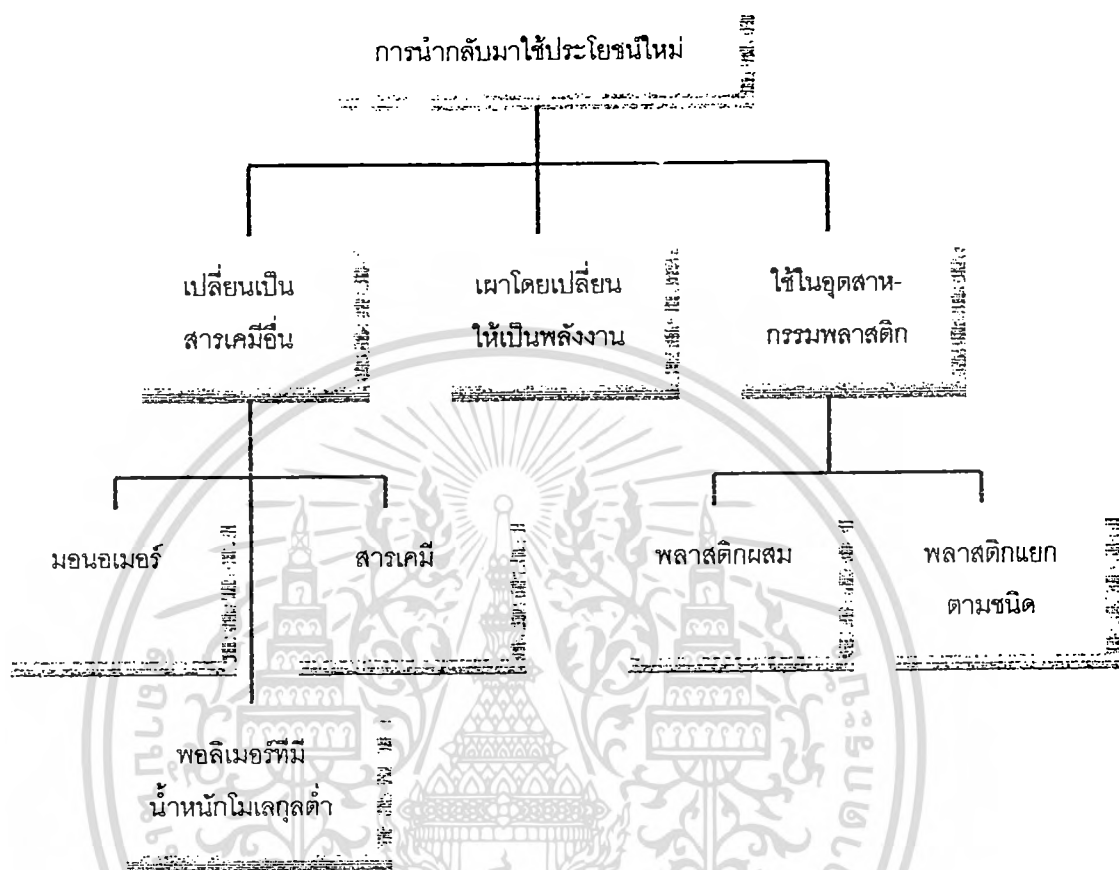 การนำกลับมาใช้ประโยชน์ใหม่
เปลี่ยนเป็น
สารเคมีอื่น
เผาโดยเปลี่ยน
ให้เป็นพลังงาน
ใช้ในอุตสาห-
กรรมพลาสติก
มอนอเมอร์
สารเคมี
พลาสติกผสม
พลาสติกแยก
ตามชนิด
พอลิเมอร์ที่มี
น้ำหนักโมเลกุลต่ำ